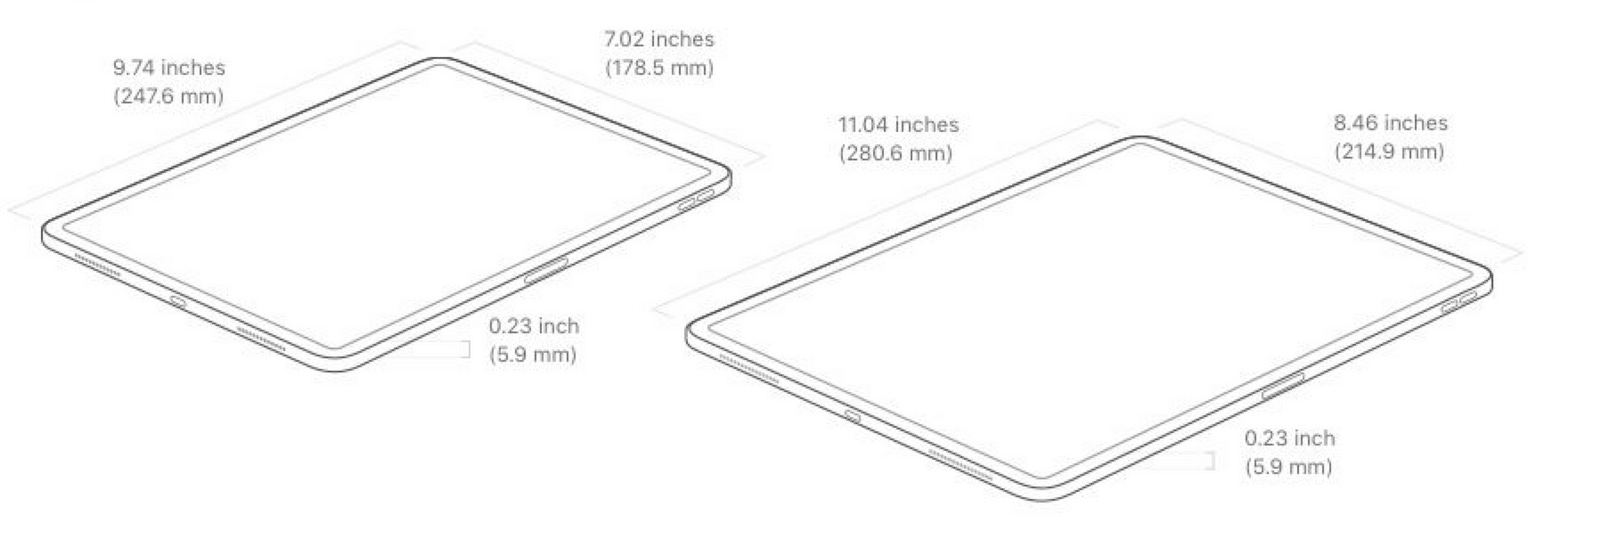 9.74 inches
(247.6 mm)
7.02 inches
(178.5 mm)
0.23 inch
(5.9 mm)
11.04 inches
(280.6 mm)
8.46 inches
(214.9 mm)
0.23 inch
(5.9 mm)